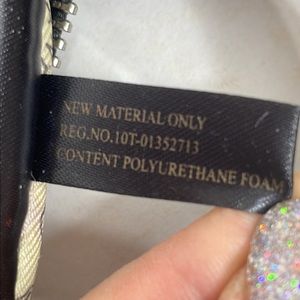 NEW MATERIAL ONLY
REG.NO.10T-01352713
CONTENT POLYURETHANE FOAM